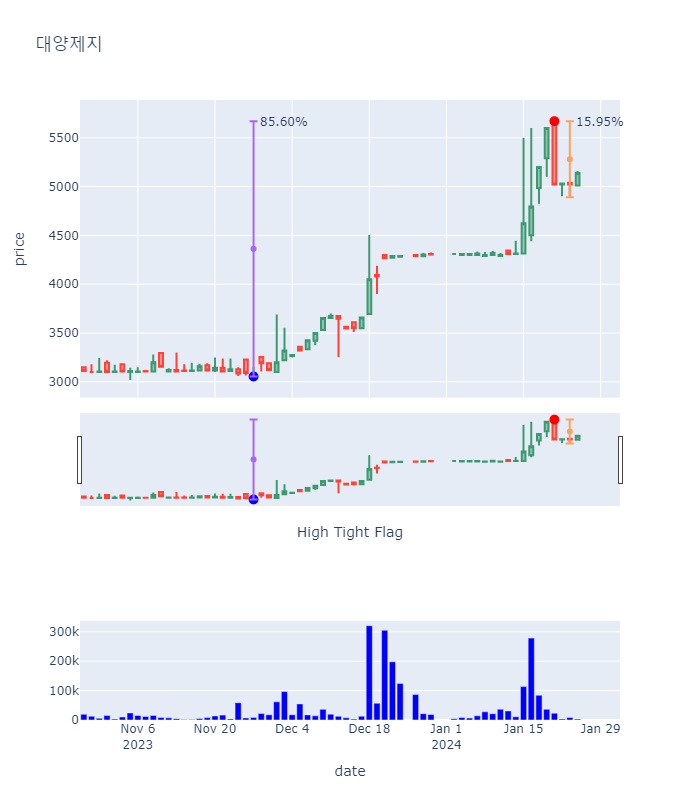 대양제지
85.60%
15.95%
5500
5000
4500
4000
3500
3000
price
High Tight Flag
300k
200k
100k
0
Nov 6
2023
Nov 20
Dec 4
Dec 18
Jan 1
2024
Jan 15
Jan 29
date